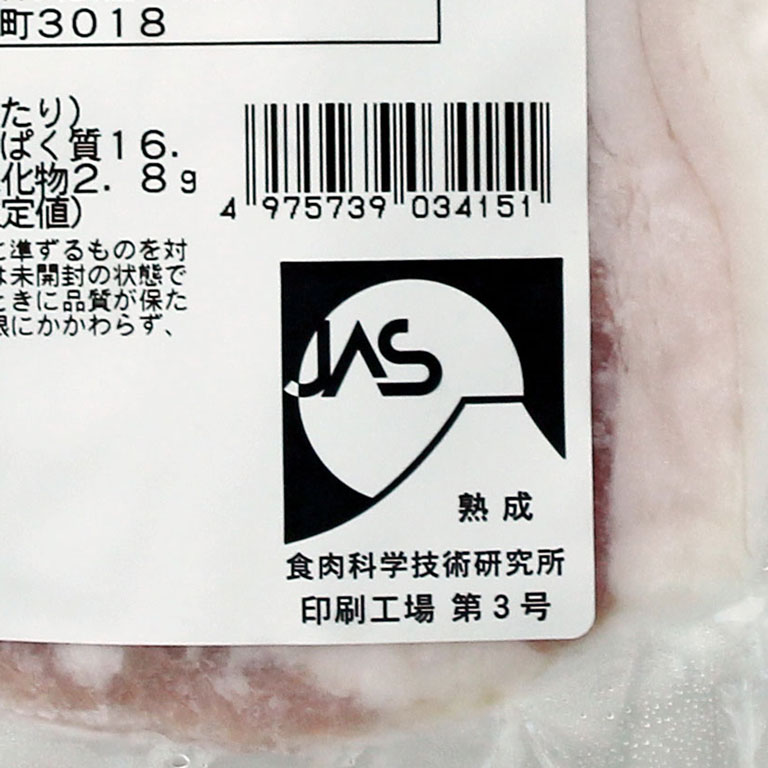 町3018
たり)
ぱく質16.
化物2.8g
定値)
4 975739 034151
準ずるものを対
は未開封の状態で
ときに品質が保た
限にかかわらず、
JAS
熟成
食肉科学技術研究所
印刷工場 第3号